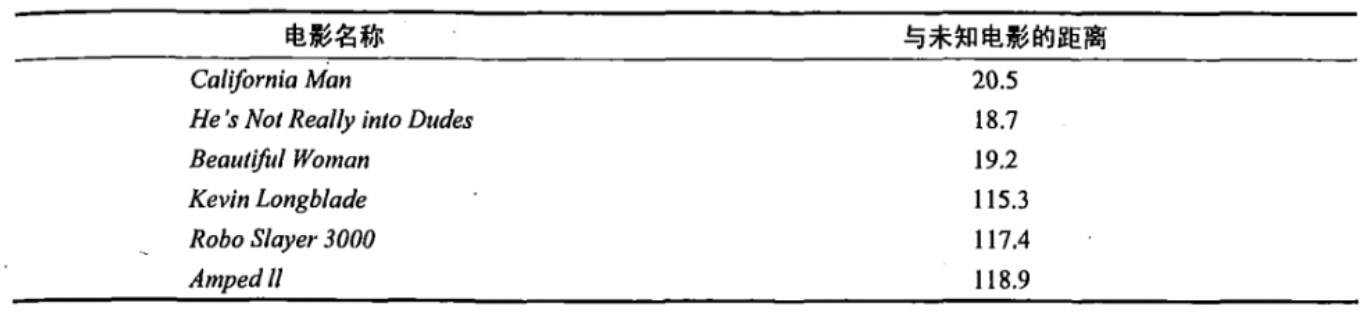 电影名称 与未知电影的距离
California Man 20.5
He's Not Really into Dudes 18.7
Beautiful Woman 19.2
Kevin Longblade 115.3
Robo Slayer 3000 117.4
Amped ll 118.9